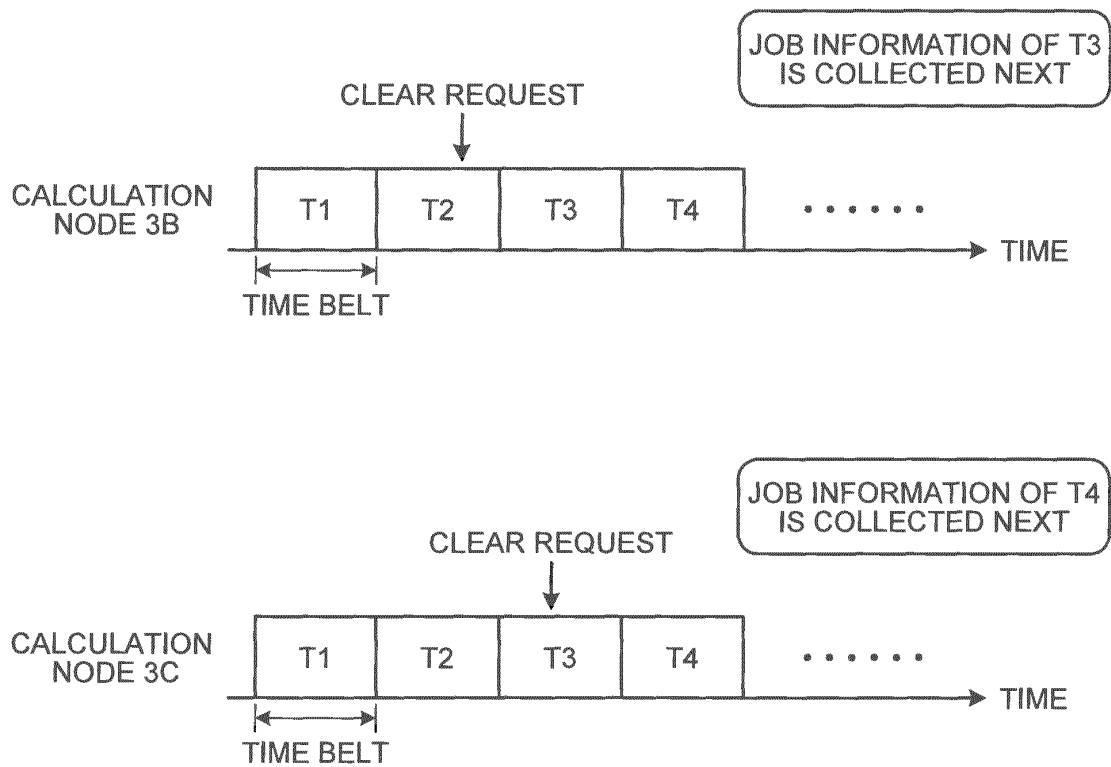 JOB INFORMATION OF T3
IS COLLECTED NEXT
CLEAR REQUEST
CALCULATION
NODE 3B
T1 T2 T3 T4 ......
TIME
TIME BELT
JOB INFORMATION OF T4
IS COLLECTED NEXT
CLEAR REQUEST
CALCULATION
NODE 3C
T1 T2 T3 T4 ......
TIME
TIME BELT